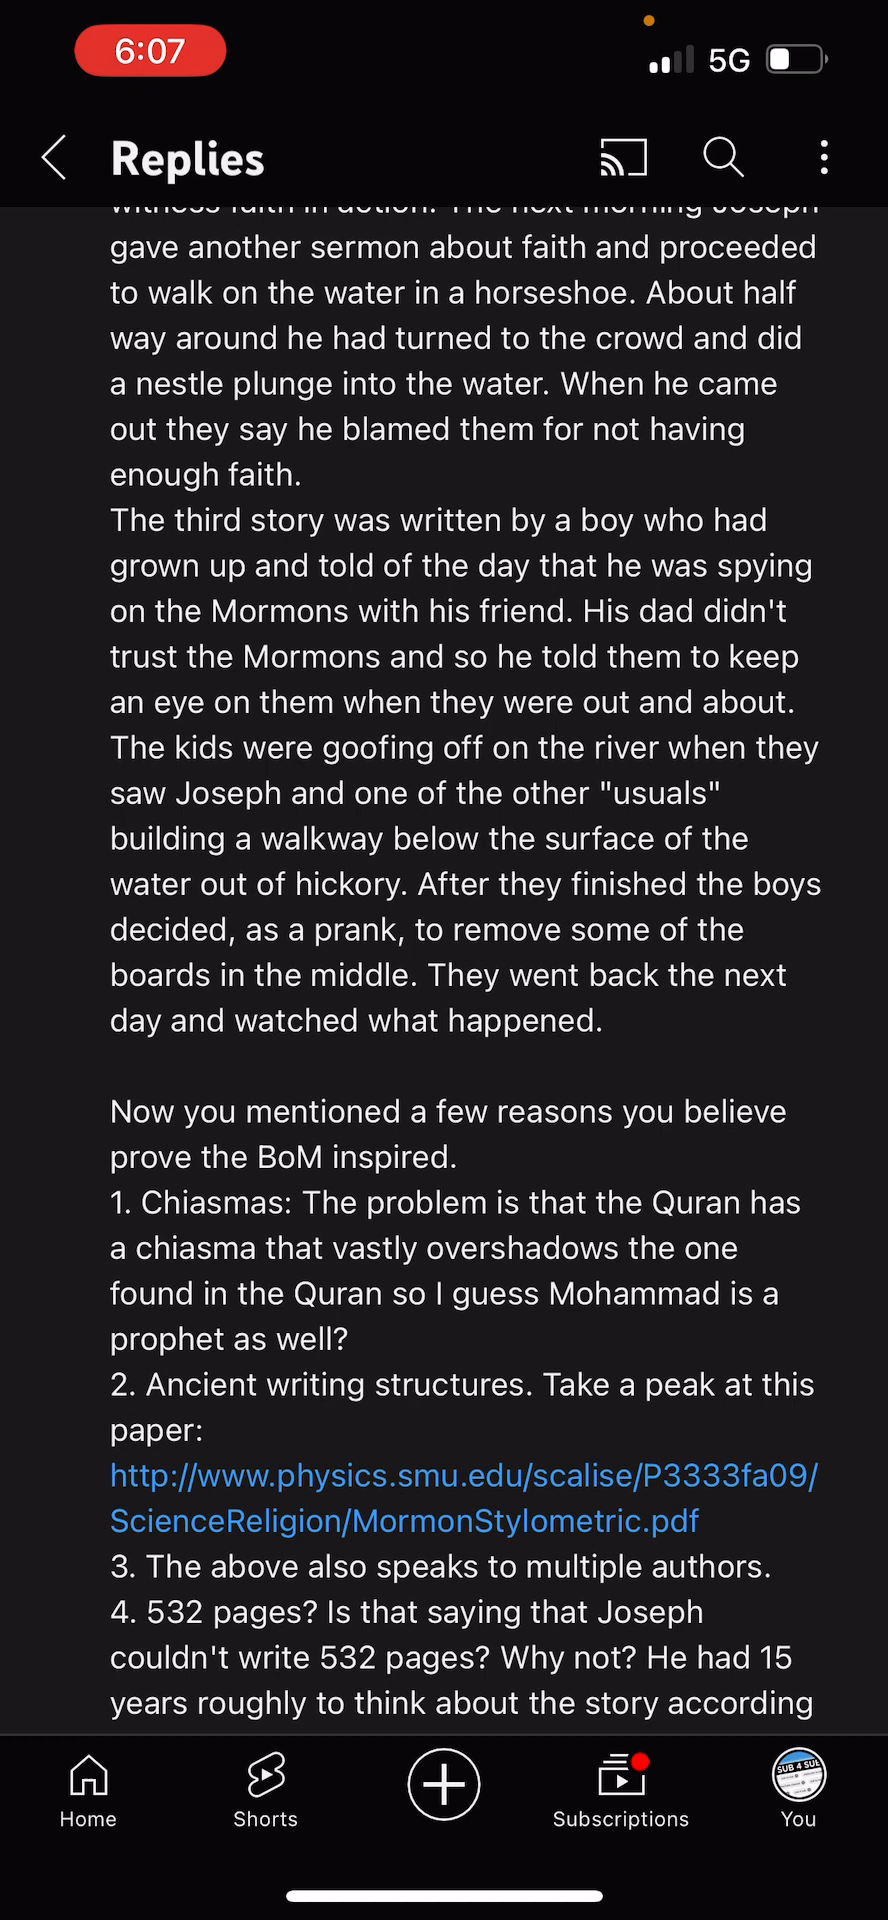 6:07
5G
Replies
gave another sermon about faith and proceeded
to walk on the water in a horseshoe. About half
way around he had turned to the crowd and did
a nestle plunge into the water. When he came
out they say he blamed them for not having
enough faith.
The third story was written by a boy who had
grown up and told of the day that he was spying
on the Mormons with his friend. His dad didn't
trust the Mormons and so he told them to keep
an eye on them when they were out and about.
The kids were goofing off on the river when they
saw Joseph and one of the other "usuals"
building a walkway below the surface of the
water out of hickory. After they finished the boys
decided, as a prank, to remove some of the
boards in the middle. They went back the next
day and watched what happened.
Now you mentioned a few reasons you believe
prove the BoM inspired.
1. Chiasmas: The problem is that the Quran has
a chiasma that vastly overshadows the one
found in the Quran so I guess Mohammad is a
prophet as well?
2. Ancient writing structures. Take a peak at this
paper:
http://www.physics.smu.edu/scalise/P3333fa09/
ScienceReligion/MormonStylometric.pdf
3. The above also speaks to multiple authors.
4. 532 pages? Is that saying that Joseph
couldn't write 532 pages? Why not? He had 15
years roughly to think about the story according
SUB 4 SUB
Home
Shorts
Subscriptions
You